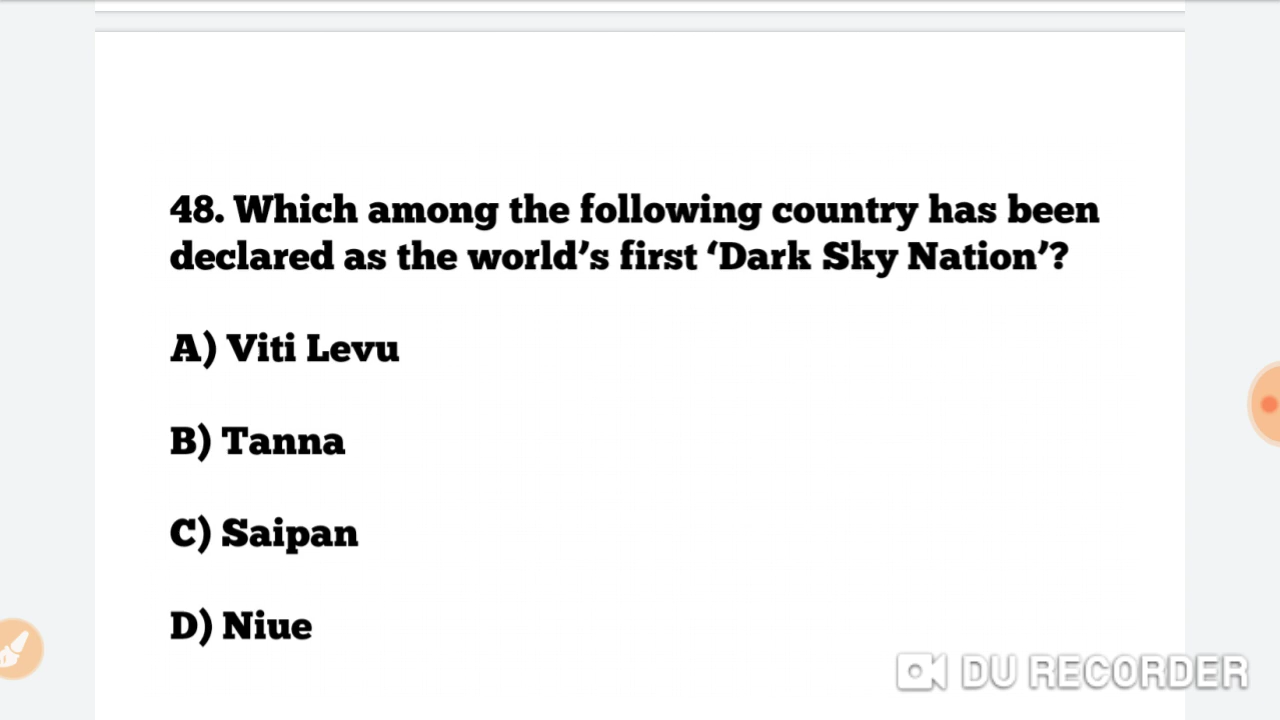 48. Which among the following country has been
declared as the world’s first ‘Dark Sky Nation’?
A) Viti Levu
B) Tanna
C) Saipan
D) Niue
DU RECORDER